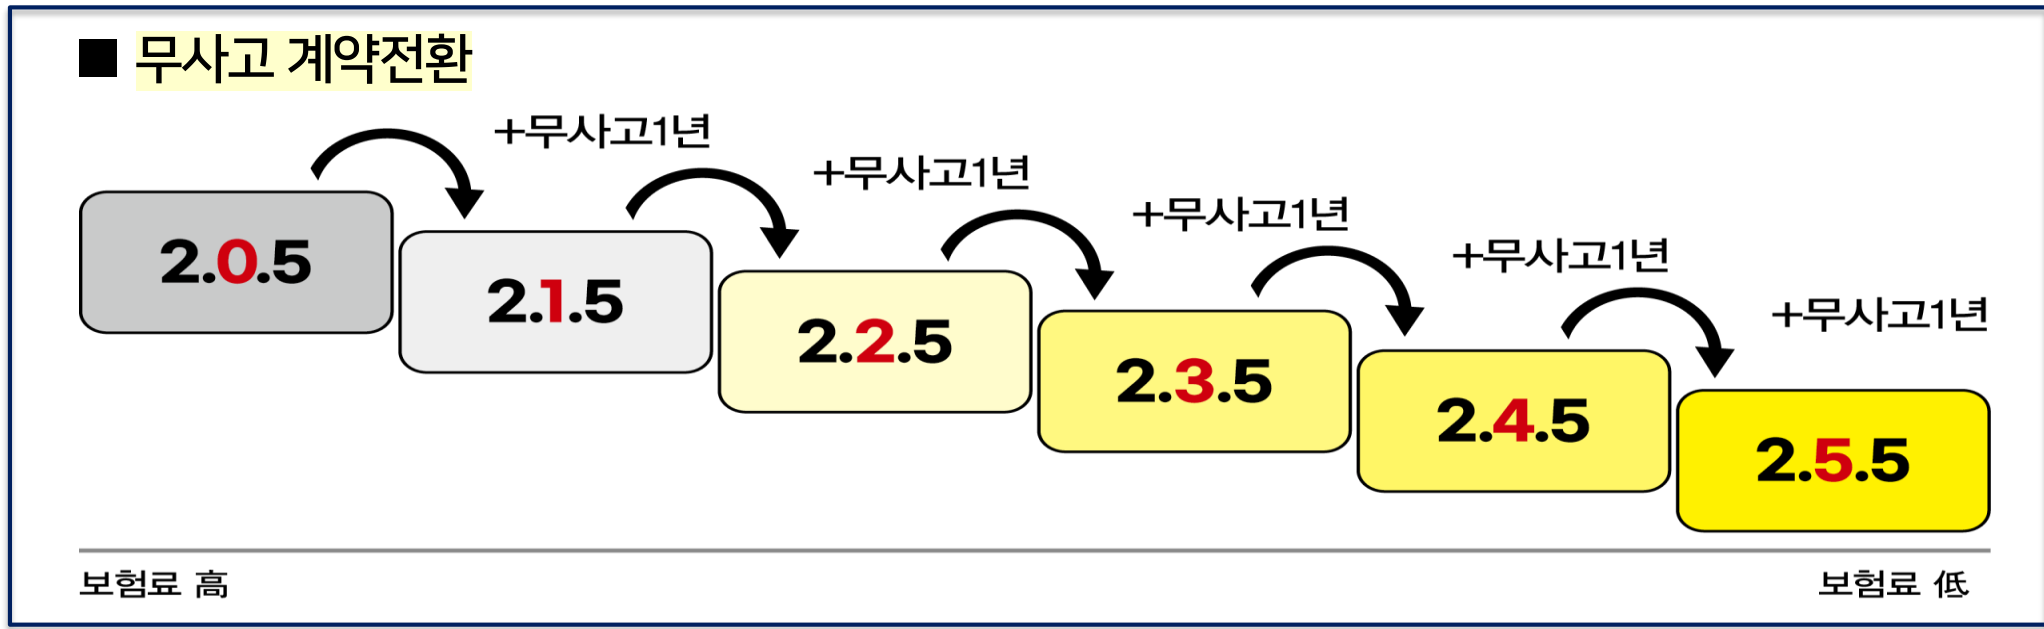 ■ 무사고 계약전환
+무사고1년
+무사고1년
+무사고1년
+무사고1년
+무사고1년
2.0.5
2.1.5
2.2.5
2.3.5
2.4.5
2.5.5
보험료 高
보험료 低